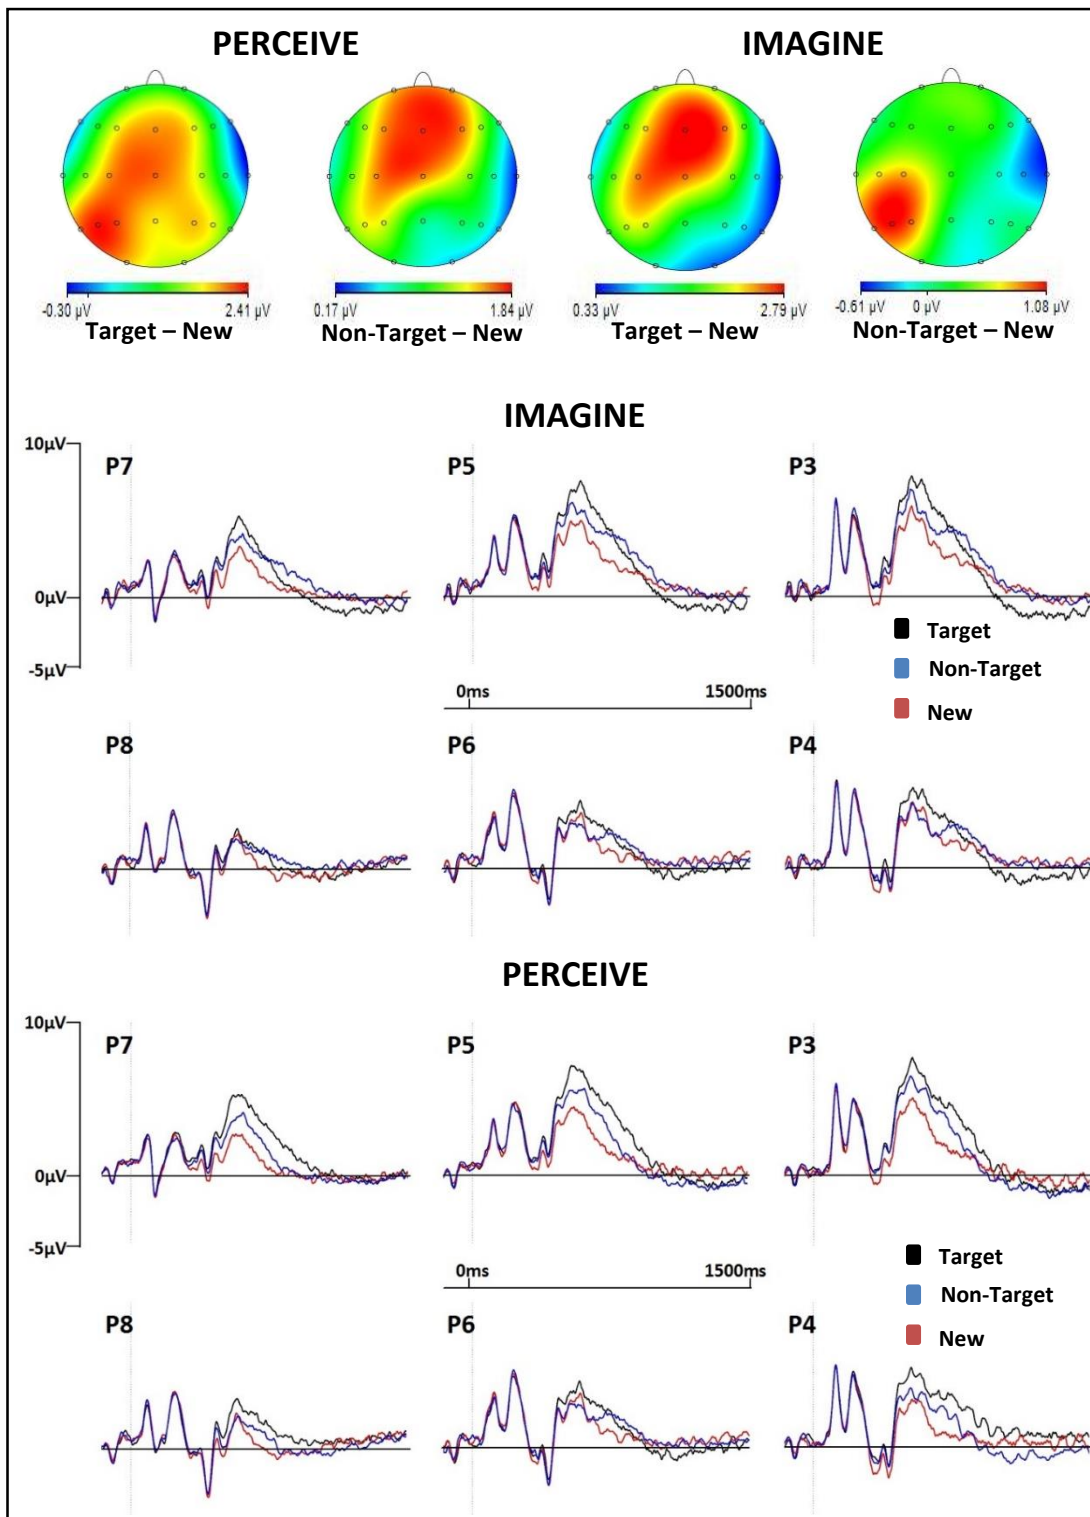 PERCEIVE IMAGINE
-0.30 µV 2.41 µV 0.17 µV 1.84 µV 0.33 µV 2.79 µV -0.61 µV 0 µV 1.08 µV
Target – New Non-Target – New Target – New Non-Target – New
IMAGINE
10µV
P7 P5 P3
0µV
Target
-5µV
Non-Target
0ms 1500ms
New
P8 P6 P4
PERCEIVE
10µV
P7 P5 P3
0µV
-5µV
Target
0ms 1500ms
Non-Target
P8 P6 P4
New